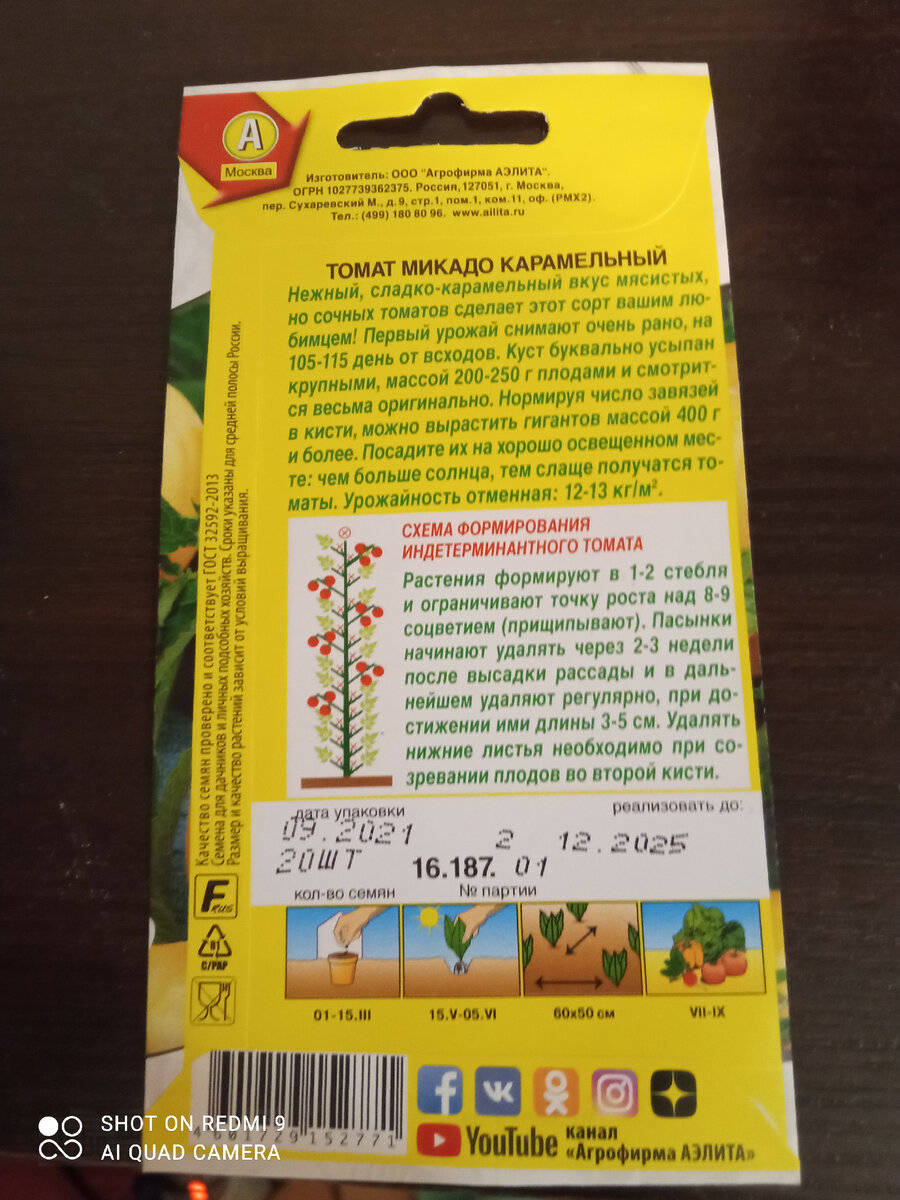 А
Москва
Изготовитель: ООО "Агрофирма АЭЛИТА".
ОГРН 1027739362375. Россия,127051, г. Москва,
пер. Сухаревский М., д.9, стр.1, пом.1, ком.11, оф. (РМХ2).
Тел.: (499) 180 80 96. www.ailita.ru
ТОМАТ МИКАДО КАРАМЕЛЬНЫЙ
Нежный, сладко-карамельный вкус мясистых,
но сочных томатов сделает этот сорт вашим лю-
бимцем! Первый урожай снимают очень рано, на
105-115 день от всходов. Куст буквально усыпан
крупными, массой 200-250 г плодами и смотрит-
ся весьма оригинально. Нормируя число завязей
в кисти, можно вырастить гигантов массой 400 г
и более. Посадите их на хорошо освещенном мес-
те: чем больше солнца, тем слаще получатся то-
маты. Урожайность отменная: 12-13 кг/м².
СХЕМА ФОРМИРОВАНИЯ
ИНДЕТЕРМИНАНТНОГО ТОМАТА
Растения формируют в 1-2 стебля
и ограничивают точку роста над 8-9
соцветием (прищипывают). Пасынки
начинают удалять через 2-3 недели
после высадки рассады и в даль-
нейшем удаляют регулярно, при до-
стижении ими длины 3-5 см. Удалять
нижние листья необходимо при со-
зревании плодов во второй кисти.
Качество семян проверено и соответствует ГОСТ 32592-2013
Семена для дачников и личных подсобных хозяйств. Сроки указаны для средней полосы России.
Размер и качество растений зависит от условий выращивания.
дата упаковки реализовать до:
09.2021 2 12.2025
20ШТ 16.187. 01
кол-во семян № партии
F rus
81
C/PAP
01-15.III 15.V-05.VI 60х50 см VII-IX
YouTube канал
«Агрофирма АЭЛИТА»
SHOT ON REDMI 9
AI QUAD CAMERA